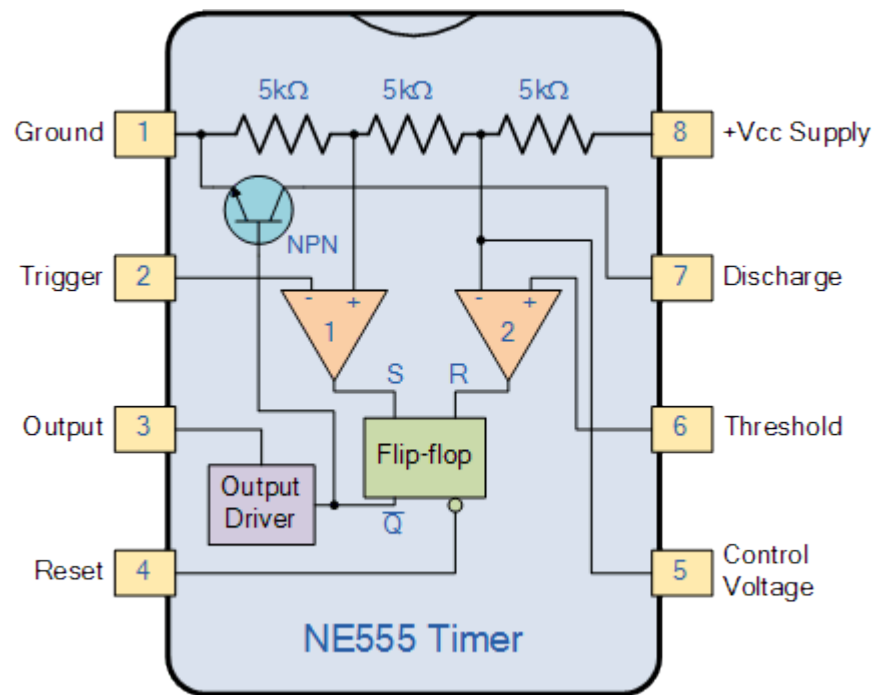 5kΩ 5kΩ 5kΩ
Ground 1
8 +Vcc Supply
NPN
Trigger 2
- +
- +
7 Discharge
1
2
S R
Output 3
6 Threshold
Flip-flop
Output
Driver
Q̅
Reset 4
5 Control
Voltage
NE555 Timer